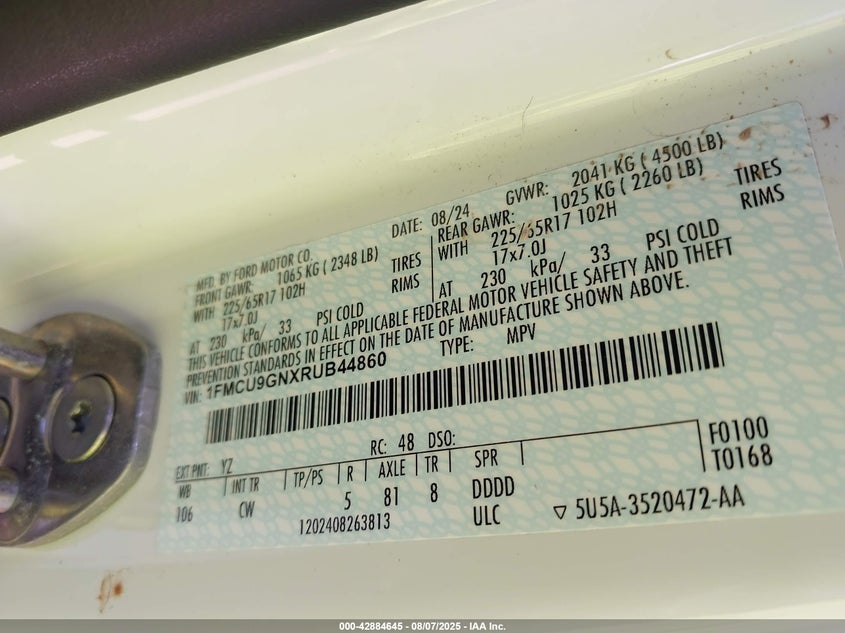 MFD. BY FORD MOTOR CO.
DATE: 08/24
GVWR: 2041 KG ( 4500 LB)
FRONT GAWR: 1065 KG ( 2348 LB)
REAR GAWR: 1025 KG ( 2260 LB)
WITH 225/65R17 102H TIRES
WITH 225/65R17 102H TIRES
17x7.0J RIMS
17x7.0J RIMS
AT 230 kPa/ 33 PSI COLD
AT 230 kPa/ 33 PSI COLD
THIS VEHICLE CONFORMS TO ALL APPLICABLE FEDERAL MOTOR VEHICLE SAFETY AND THEFT
PREVENTION STANDARDS IN EFFECT ON THE DATE OF MANUFACTURE SHOWN ABOVE.
VIN: 1FMCU9GNXRUB44860
TYPE: MPV
EXT PNT: YZ
RC: 48 DSO:
F0100
WB INT TR TP/PS R AXLE TR SPR
T0168
106 CW 5 81 8 DDDD
1202408263813 ULC ▽ 5U5A-3520472-AA
000-42884645 - 08/07/2025 - IAA Inc.